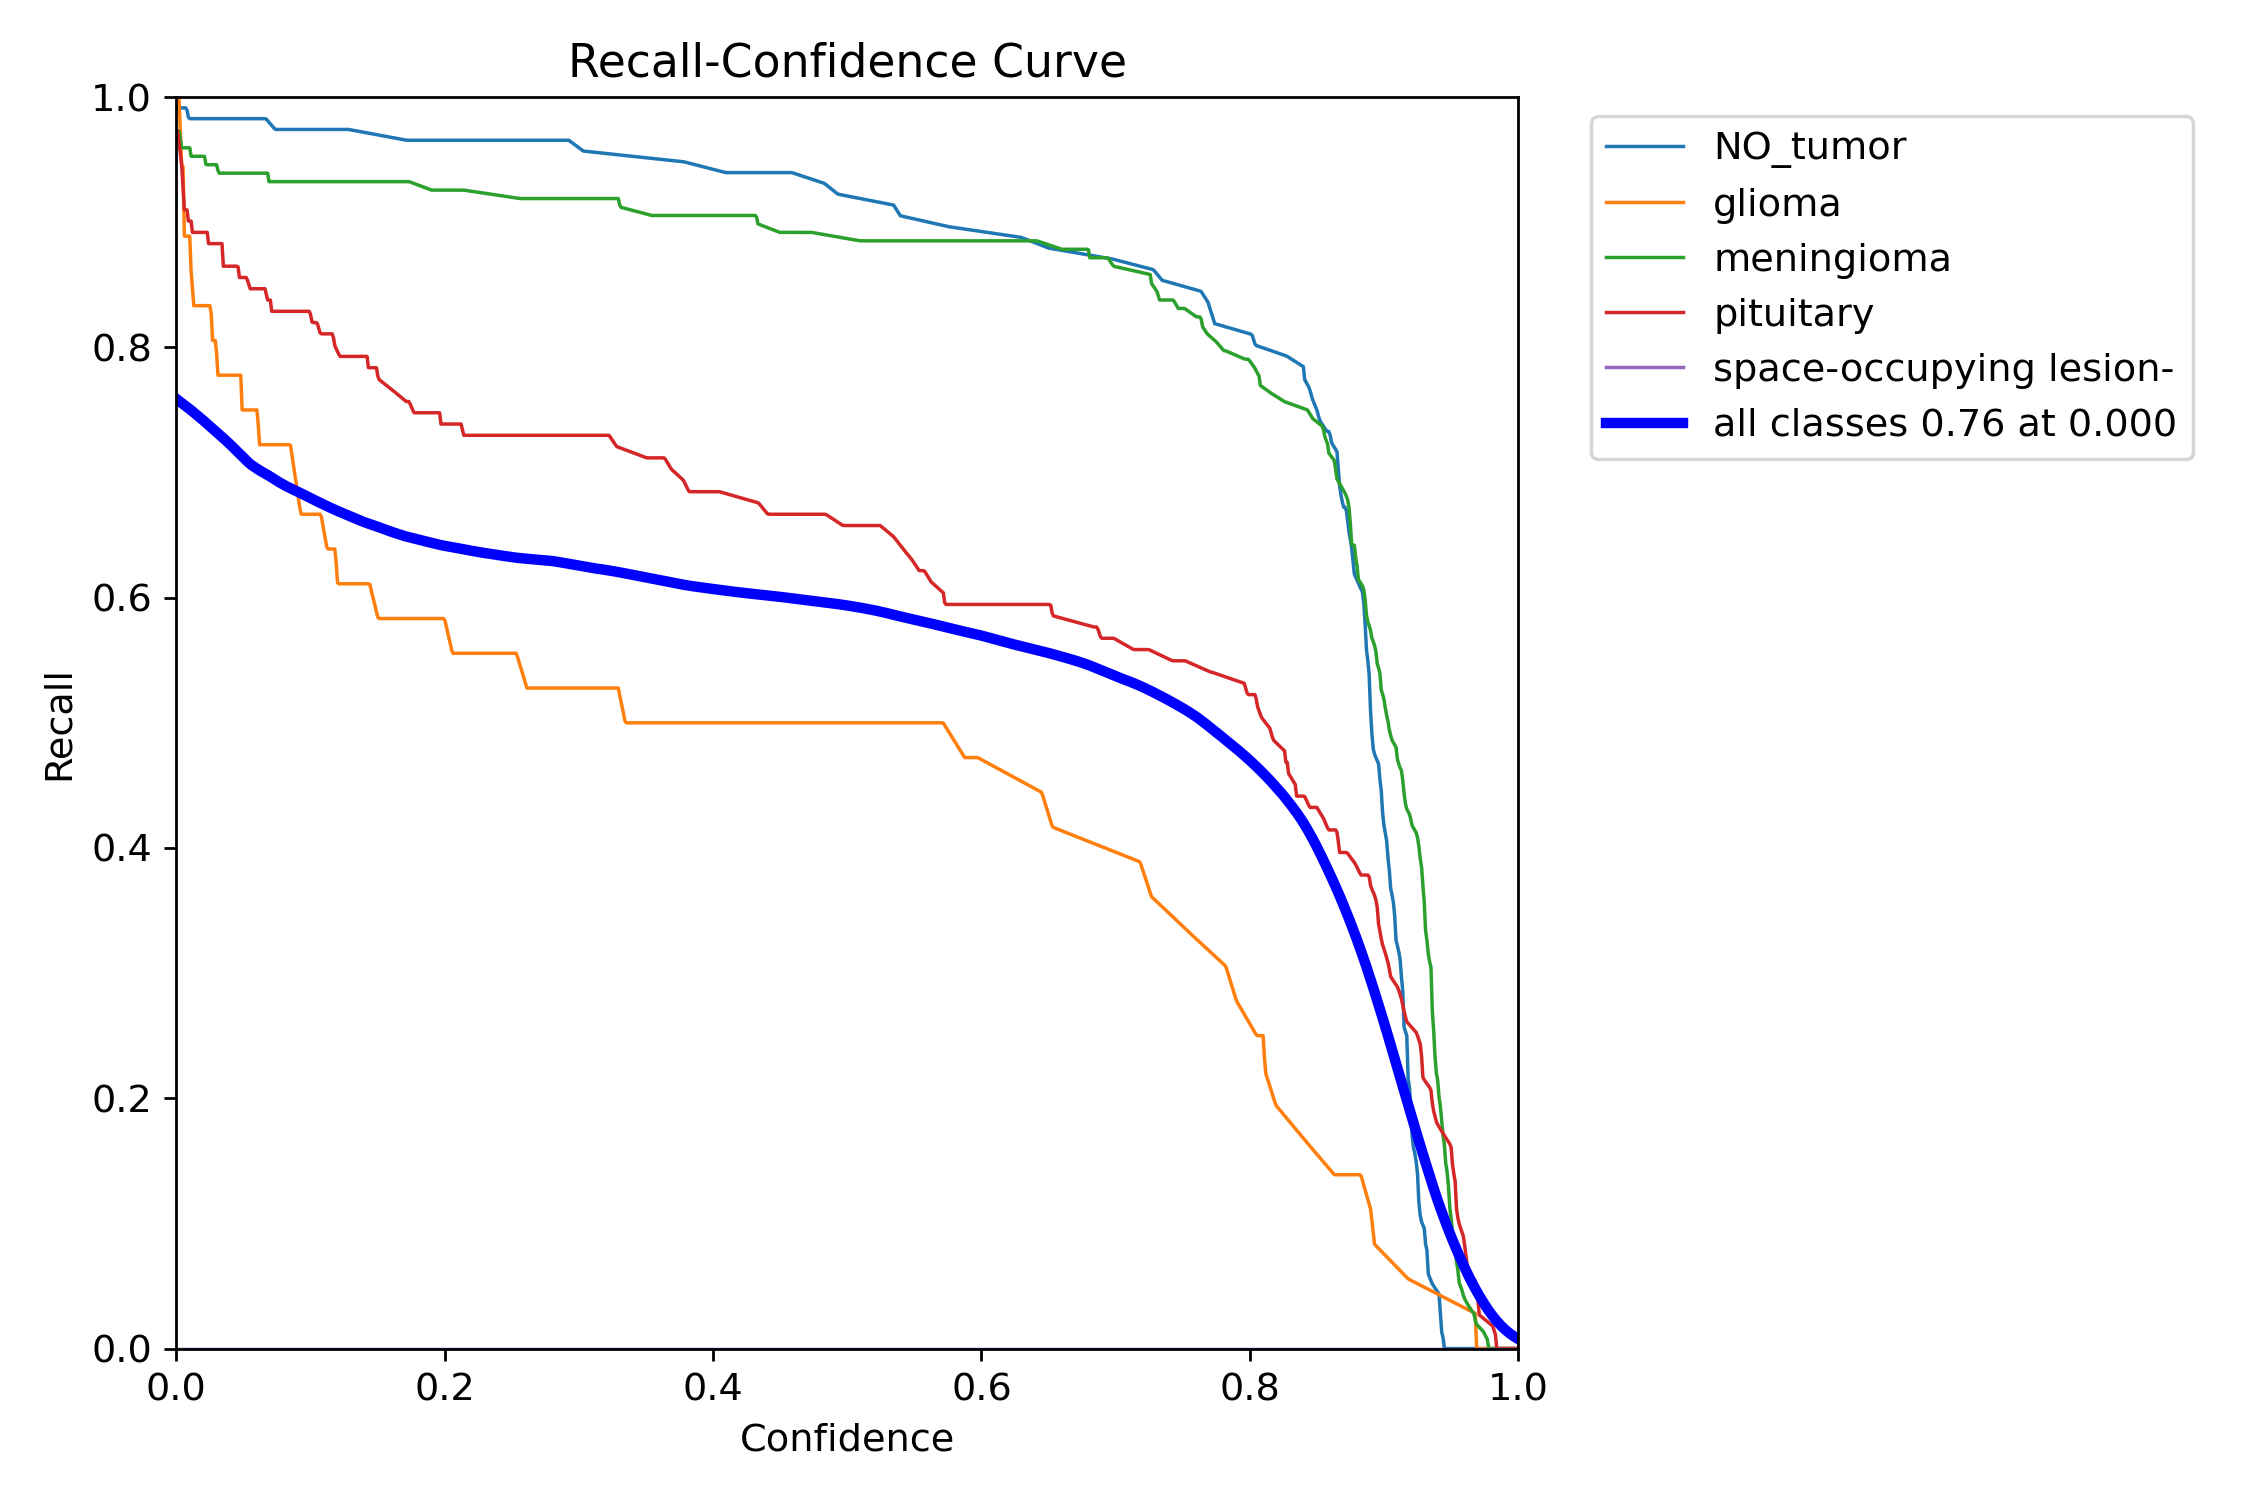 Recall-Confidence Curve
1.0
0.8
0.6
0.4
0.2
0.0
Recall
0.0 0.2 0.4 0.6 0.8 1.0
Confidence
NO_tumor
glioma
meningioma
pituitary
space-occupying lesion-
all classes 0.76 at 0.000